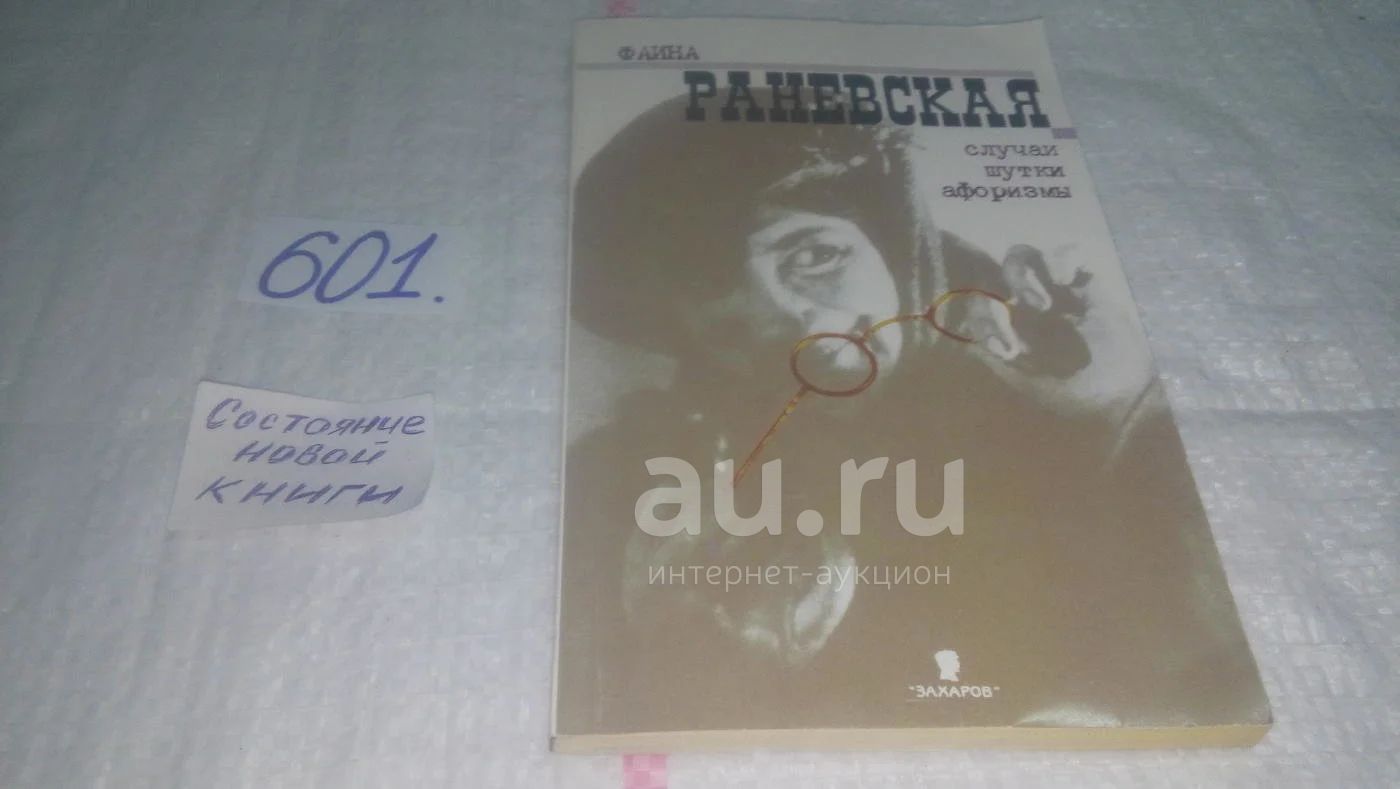 ФАИНА
РАНЕВСКАЯ
случаи
шутки
афоризмы
601.
Состояние
новой
книги
au.ru
интернет-аукцион
"ЗАХАРОВ"